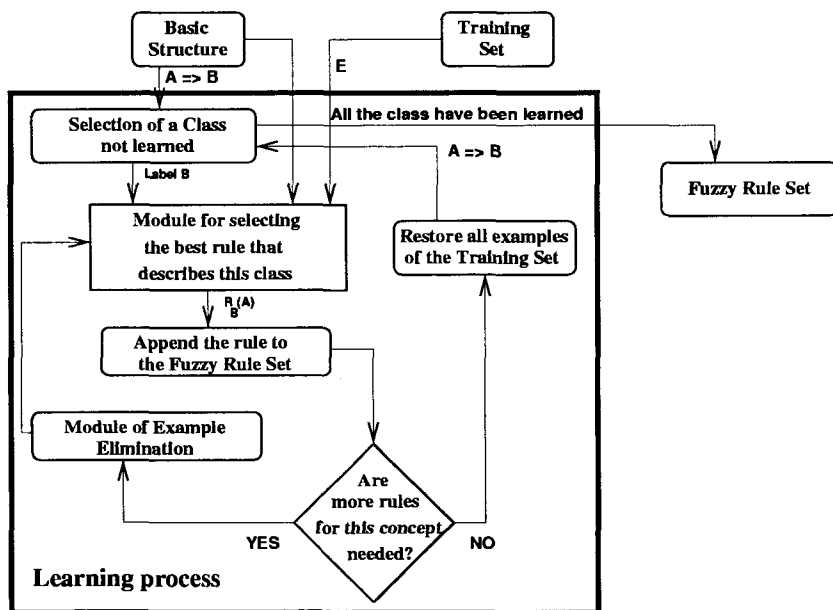 Basic
Structure
Training
Set
A => B
E
Selection of a Class
not learned
All the class have been learned
A => B
Label B
Fuzzy Rule Set
Module for selecting
the best rule that
describes this class
Restore all examples
of the Training Set
R (A)
B
Append the rule to
the Fuzzy Rule Set
Module of Example
Elimination
Are
more rules
for this concept
needed?
YES
NO
Learning process